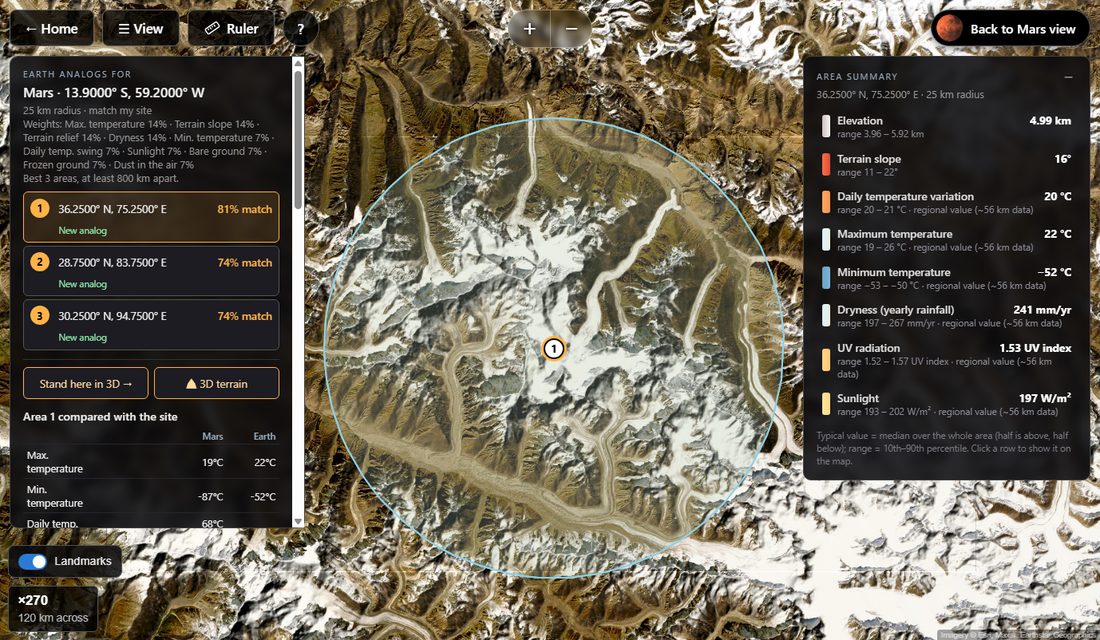 ← Home
☰ View
Ruler
?
+
−
Back to Mars view
EARTH ANALOGS FOR
Mars · 13.9000° S, 59.2000° W
25 km radius · match my site
Weights: Max. temperature 14% · Terrain slope 14% ·
Terrain relief 14% · Dryness 14% · Min. temperature 7% ·
Daily temp. swing 7% · Sunlight 7% · Bare ground 7% ·
Frozen ground 7% · Dust in the air 7%
Best 3 areas, at least 800 km apart.
1 36.2500° N, 75.2500° E 81% match
New analog
2 28.7500° N, 83.7500° E 74% match
New analog
3 30.2500° N, 94.7500° E 74% match
New analog
Stand here in 3D →
3D terrain
Area 1 compared with the site
Mars Earth
Max.
temperature 19°C 22°C
Min.
temperature -87°C -52°C
Daily temp. 68°C
Landmarks
×270
120 km across
1
AREA SUMMARY
−
36.2500° N, 75.2500° E · 25 km radius
Elevation 4.99 km
range 3.96 – 5.92 km
Terrain slope 16°
range 11 – 22°
Daily temperature variation 20 °C
range 20 – 21 °C · regional value (~56 km data)
Maximum temperature 22 °C
range 19 – 26 °C · regional value (~56 km data)
Minimum temperature −52 °C
range −53 – −50 °C · regional value (~56 km data)
Dryness (yearly rainfall) 241 mm/yr
range 197 – 267 mm/yr · regional value (~56 km data)
UV radiation 1.53 UV index
range 1.52 – 1.57 UV index · regional value (~56 km
data)
Sunlight 197 W/m²
range 193 – 202 W/m² · regional value (~56 km data)
Typical value = median over the whole area (half is above, half
below); range = 10th–90th percentile. Click a row to show it on
the map.
Imagery © Esri, Maxar, Earthstar Geographics